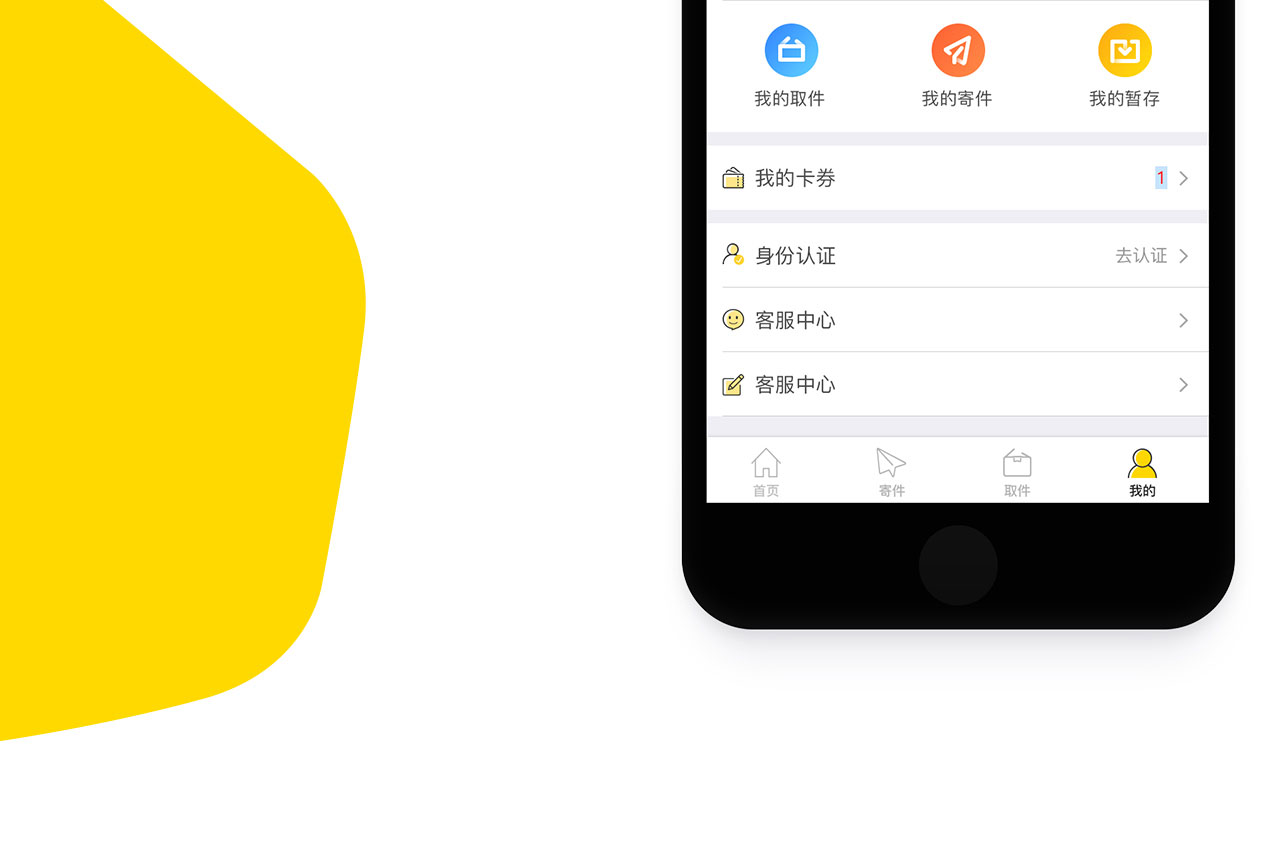 我的取件 我的寄件 我的暂存
我的卡券 1
身份认证 去认证
客服中心
客服中心
首页 寄件 取件 我的